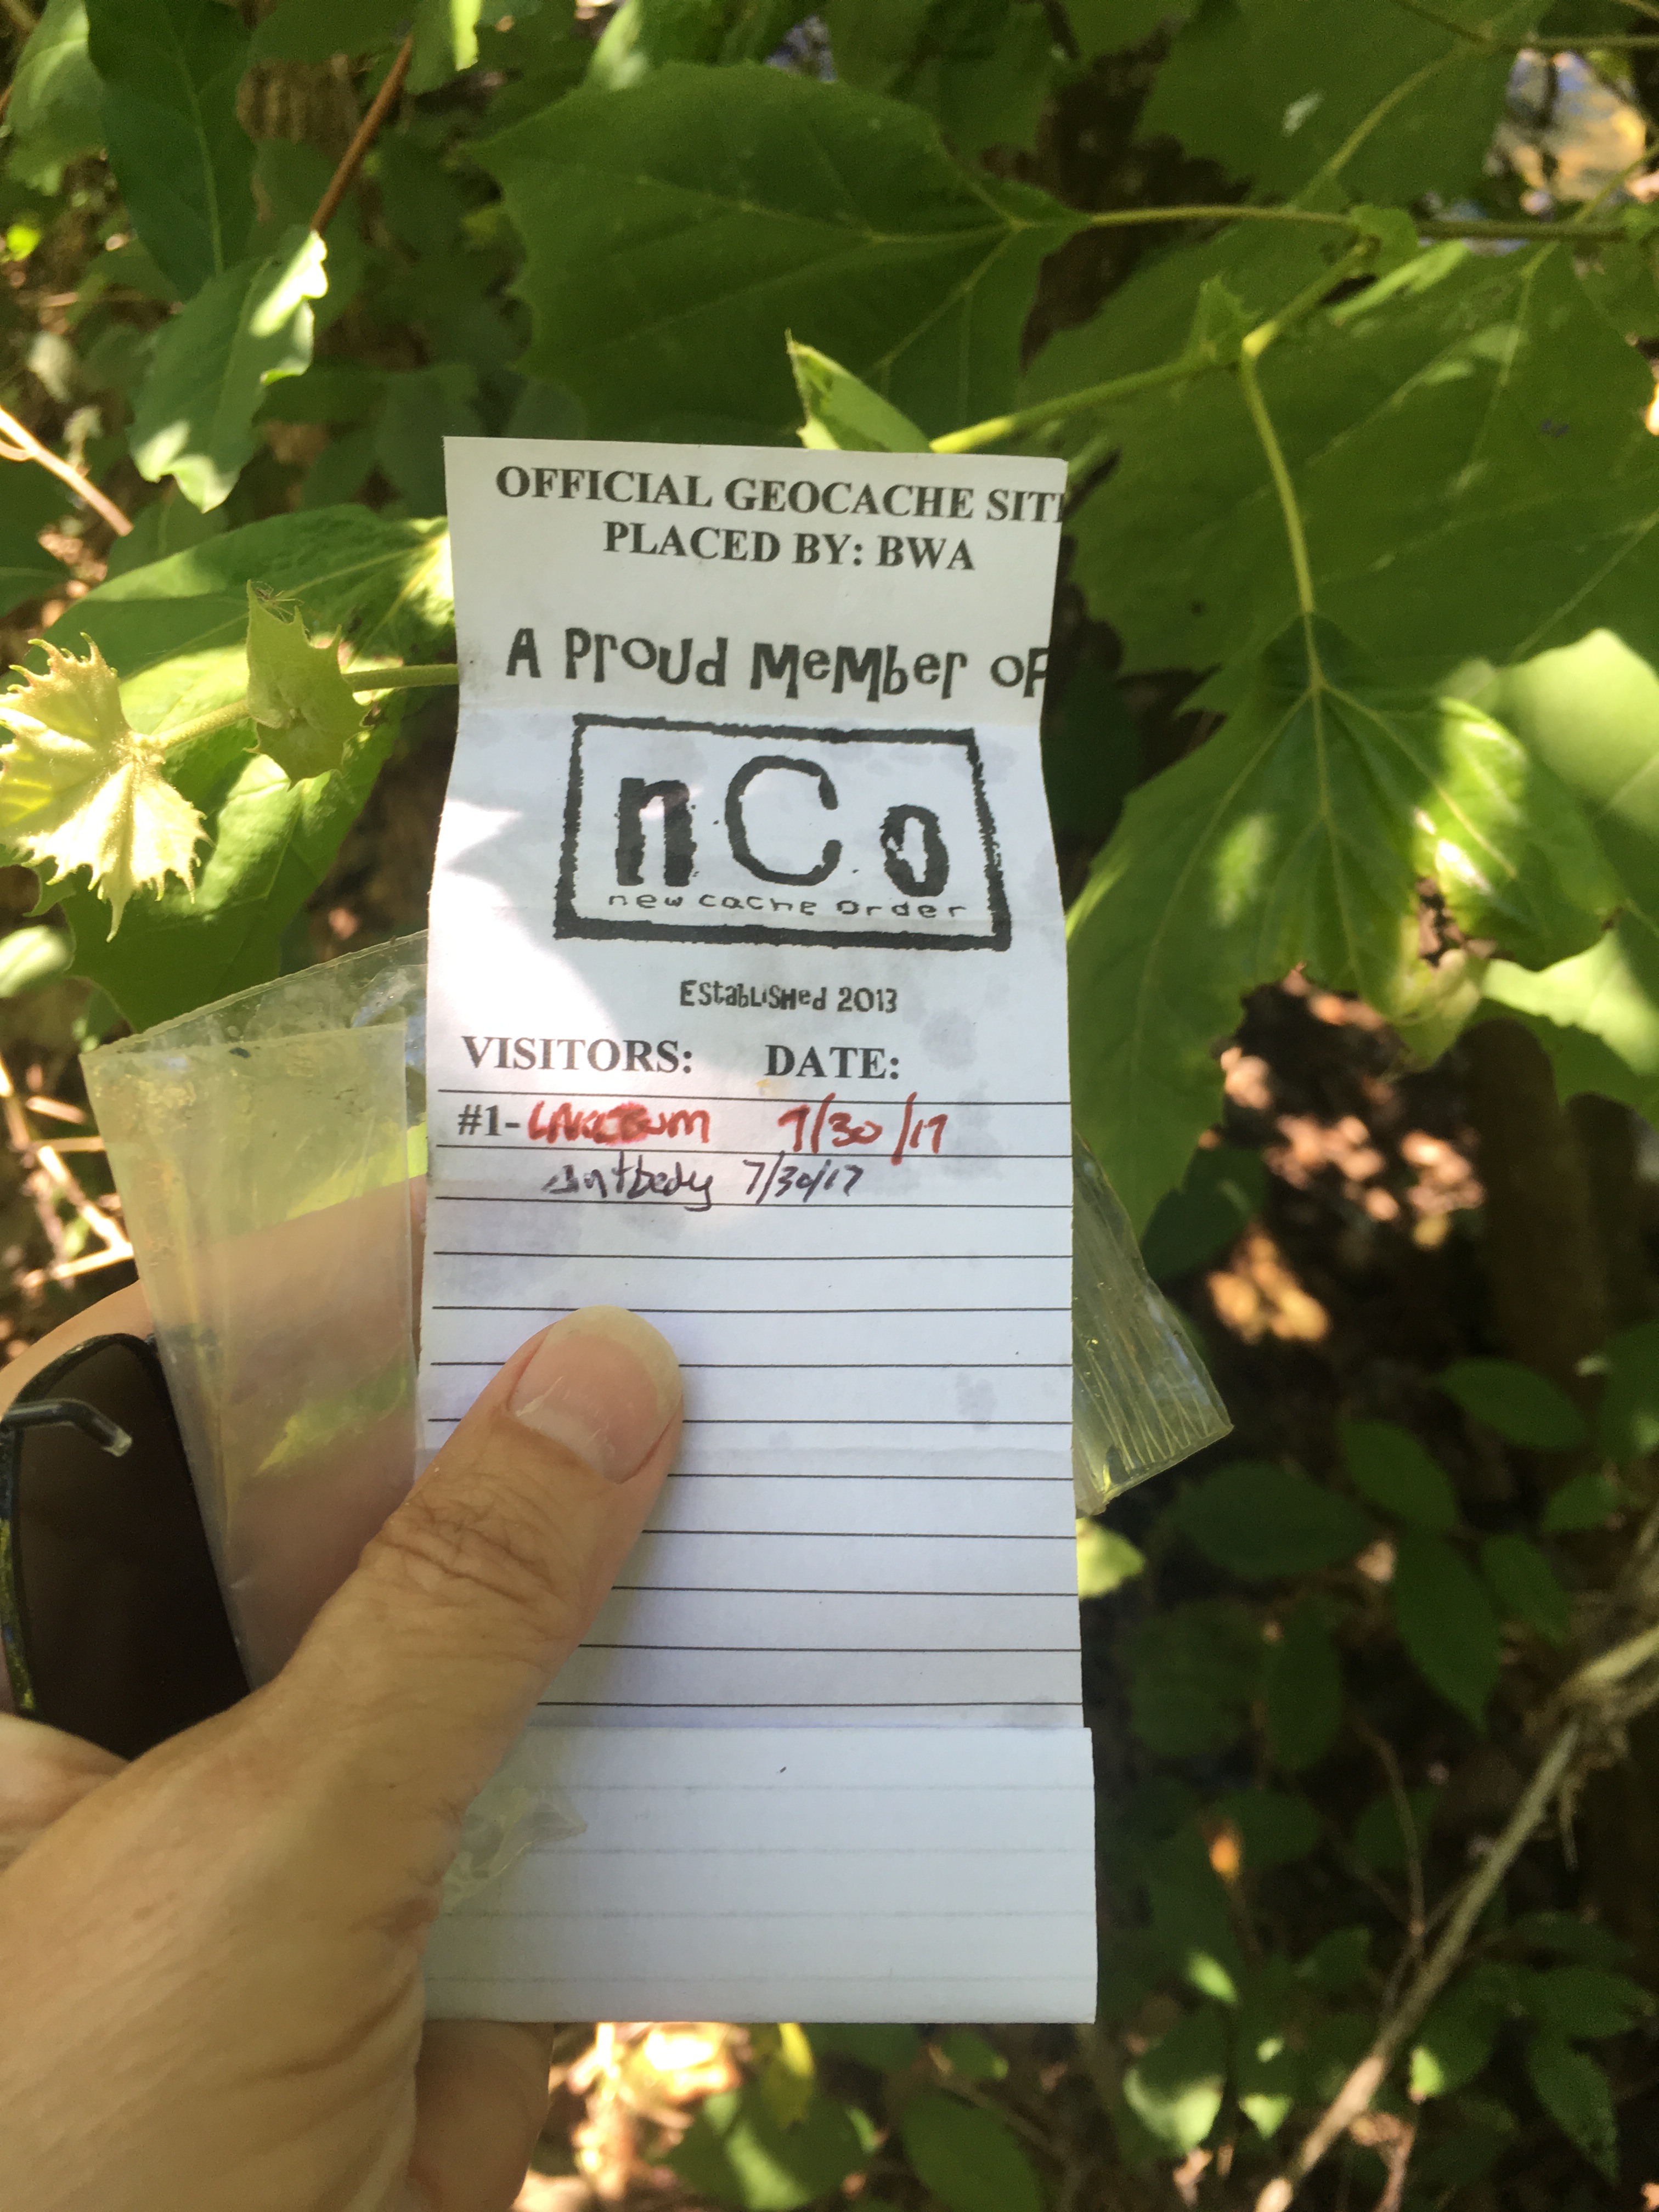 OFFICIAL GEOCACHE SIT
PLACED BY: BWA
A Proud Member of
nCo
new cache order
Established 2013
VISITORS: DATE:
#1- 7/30/17
Antbedy 7/30/17